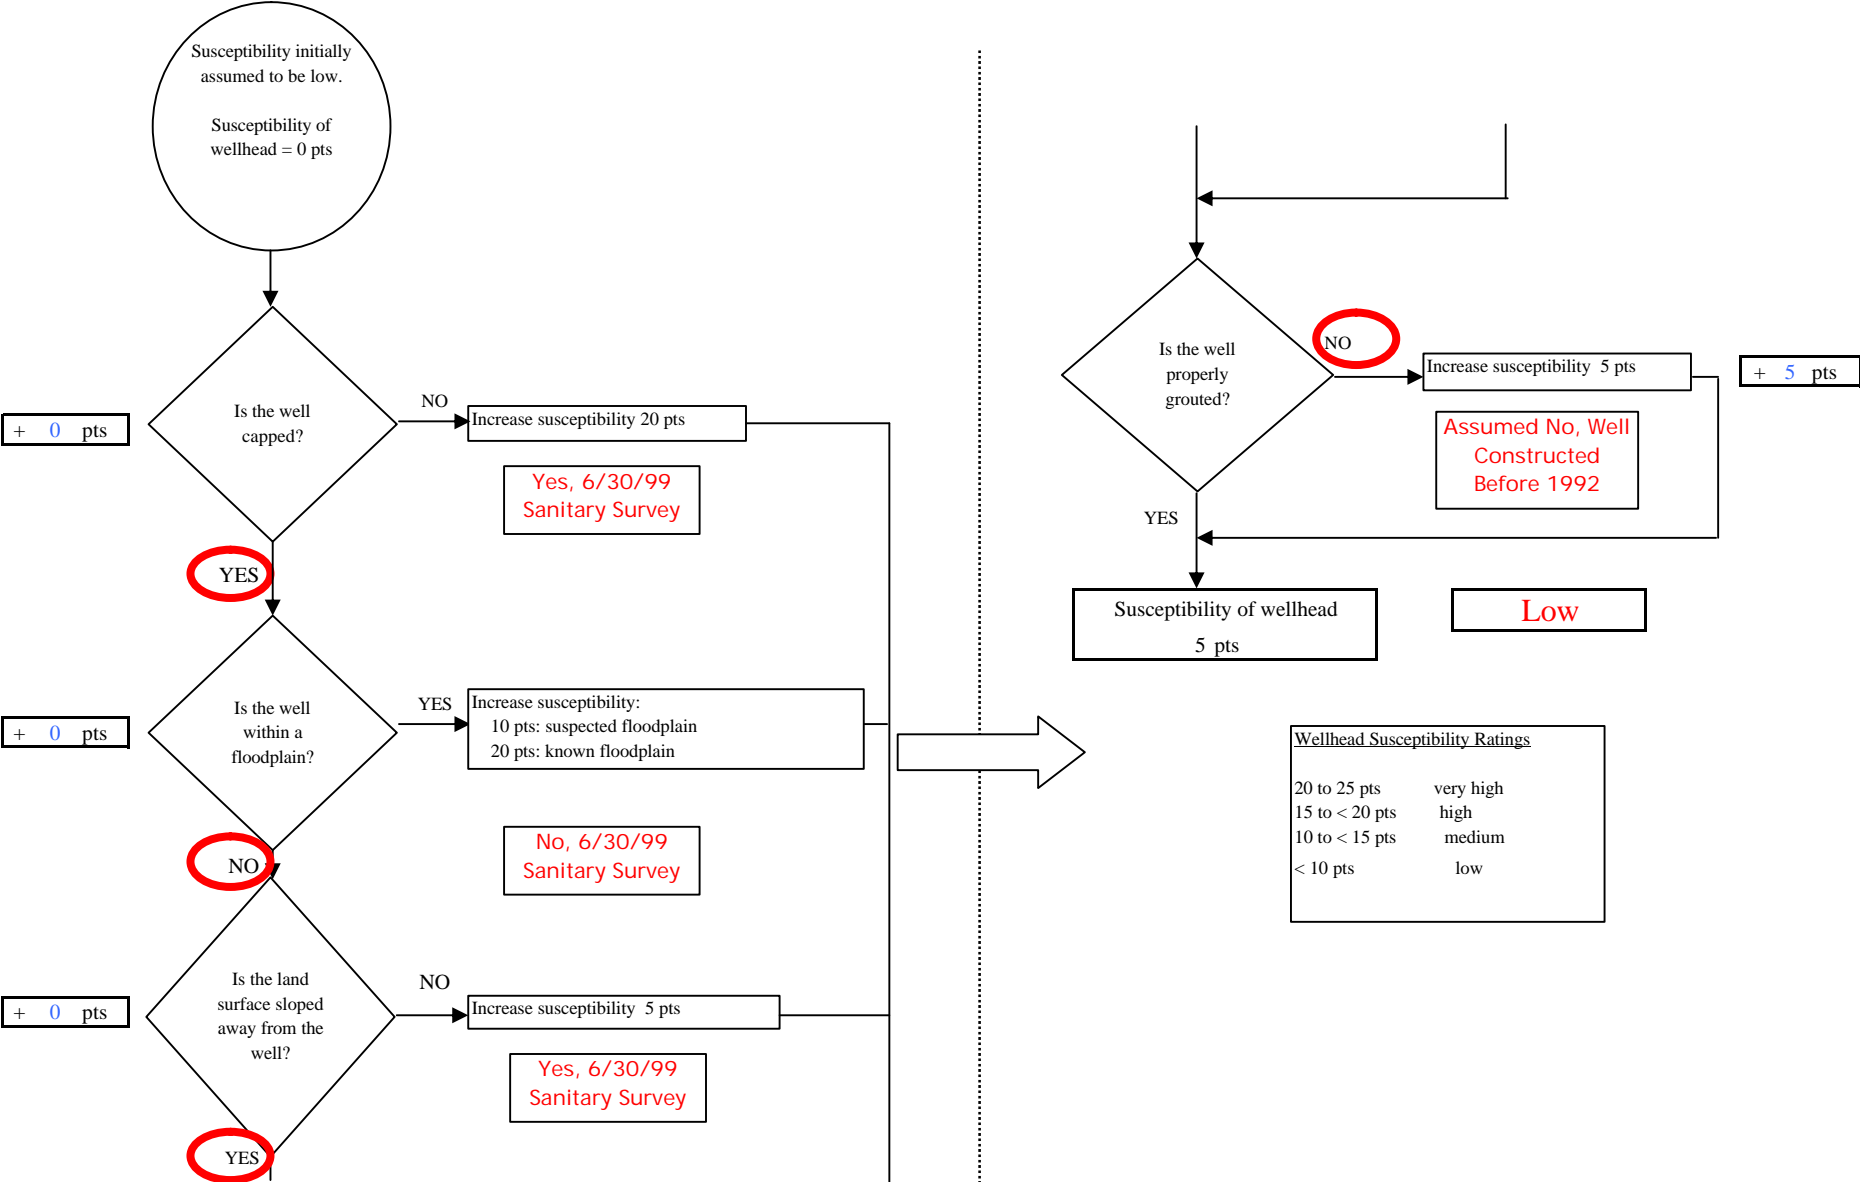 Susceptibility initially
assumed to be low.
Susceptibility of
wellhead = 0 pts
+ 0 pts
Is the well
capped?
NO
Increase susceptibility 20 pts
Yes, 6/30/99
Sanitary Survey
YES
+ 0 pts
Is the well
within a
floodplain?
YES
Increase susceptibility:
10 pts: suspected floodplain
20 pts: known floodplain
No, 6/30/99
Sanitary Survey
NO
+ 0 pts
Is the land
surface sloped
away from the
well?
NO
Increase susceptibility 5 pts
Yes, 6/30/99
Sanitary Survey
YES
Is the well
properly
grouted?
NO
Increase susceptibility 5 pts
+ 5 pts
Assumed No, Well
Constructed
Before 1992
YES
Susceptibility of wellhead
5 pts
Low
Wellhead Susceptibility Ratings
20 to 25 pts very high
15 to < 20 pts high
10 to < 15 pts medium
< 10 pts low